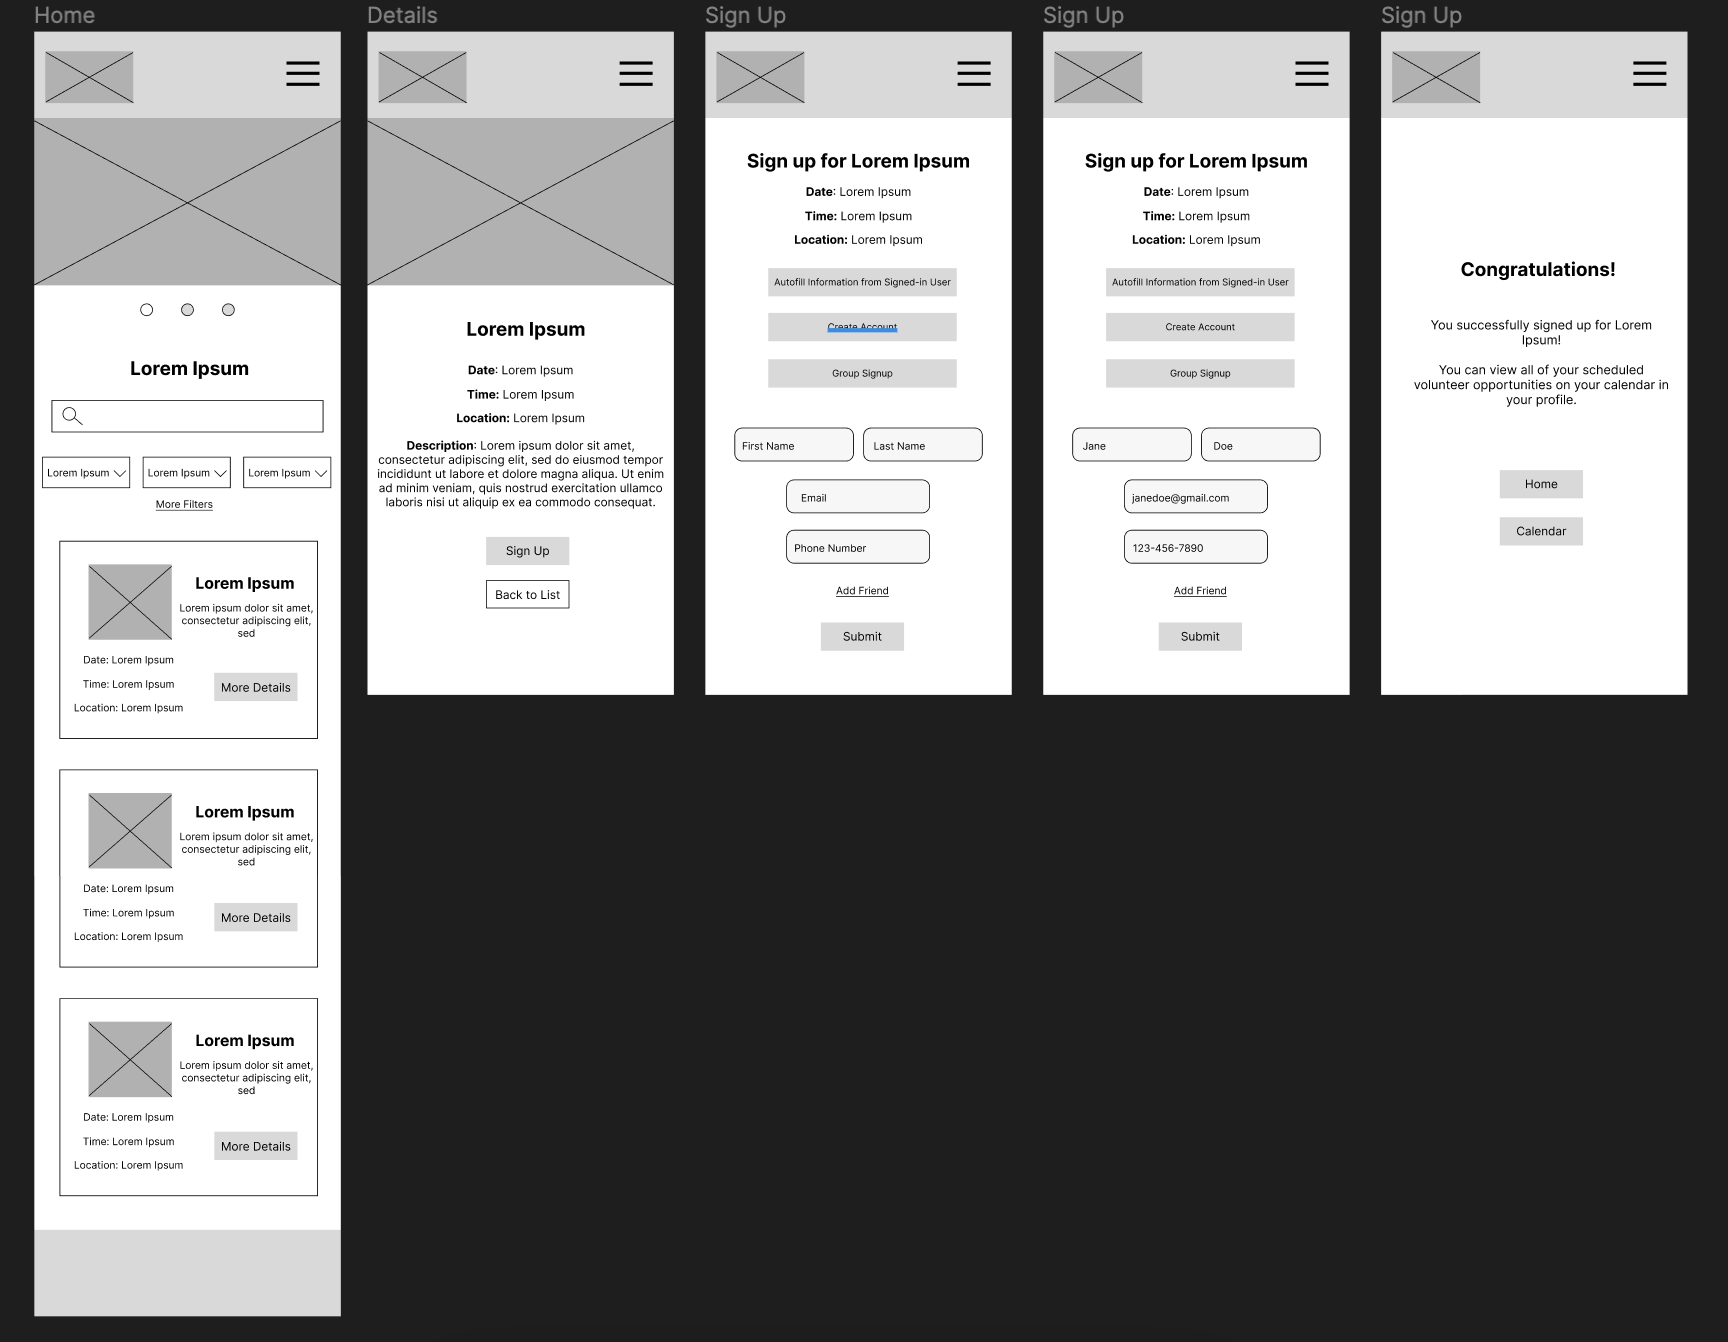 Home
Lorem Ipsum
Lorem Ipsum
Lorem Ipsum
Lorem Ipsum
More Filters
Lorem Ipsum
Lorem ipsum dolor sit amet,
consectetur adipiscing elit,
sed
Date: Lorem Ipsum
Time: Lorem Ipsum
Location: Lorem Ipsum
More Details
Lorem Ipsum
Lorem ipsum dolor sit amet,
consectetur adipiscing elit,
sed
Date: Lorem Ipsum
Time: Lorem Ipsum
Location: Lorem Ipsum
More Details
Lorem Ipsum
Lorem ipsum dolor sit amet,
consectetur adipiscing elit,
sed
Date: Lorem Ipsum
Time: Lorem Ipsum
Location: Lorem Ipsum
More Details
Details
Lorem Ipsum
Date: Lorem Ipsum
Time: Lorem Ipsum
Location: Lorem Ipsum
Description: Lorem ipsum dolor sit amet,
consectetur adipiscing elit, sed do eiusmod tempor
incididunt ut labore et dolore magna aliqua. Ut enim
ad minim veniam, quis nostrud exercitation ullamco
laboris nisi ut aliquip ex ea commodo consequat.
Sign Up
Back to List
Sign Up
Sign up for Lorem Ipsum
Date: Lorem Ipsum
Time: Lorem Ipsum
Location: Lorem Ipsum
Autofill Information from Signed-in User
Create Account
Group Signup
First Name
Last Name
Email
Phone Number
Add Friend
Submit
Sign Up
Sign up for Lorem Ipsum
Date: Lorem Ipsum
Time: Lorem Ipsum
Location: Lorem Ipsum
Autofill Information from Signed-in User
Create Account
Group Signup
Jane
Doe
janedoe@gmail.com
123-456-7890
Add Friend
Submit
Sign Up
Congratulations!
You successfully signed up for Lorem
Ipsum!
You can view all of your scheduled
volunteer opportunities on your calendar in
your profile.
Home
Calendar